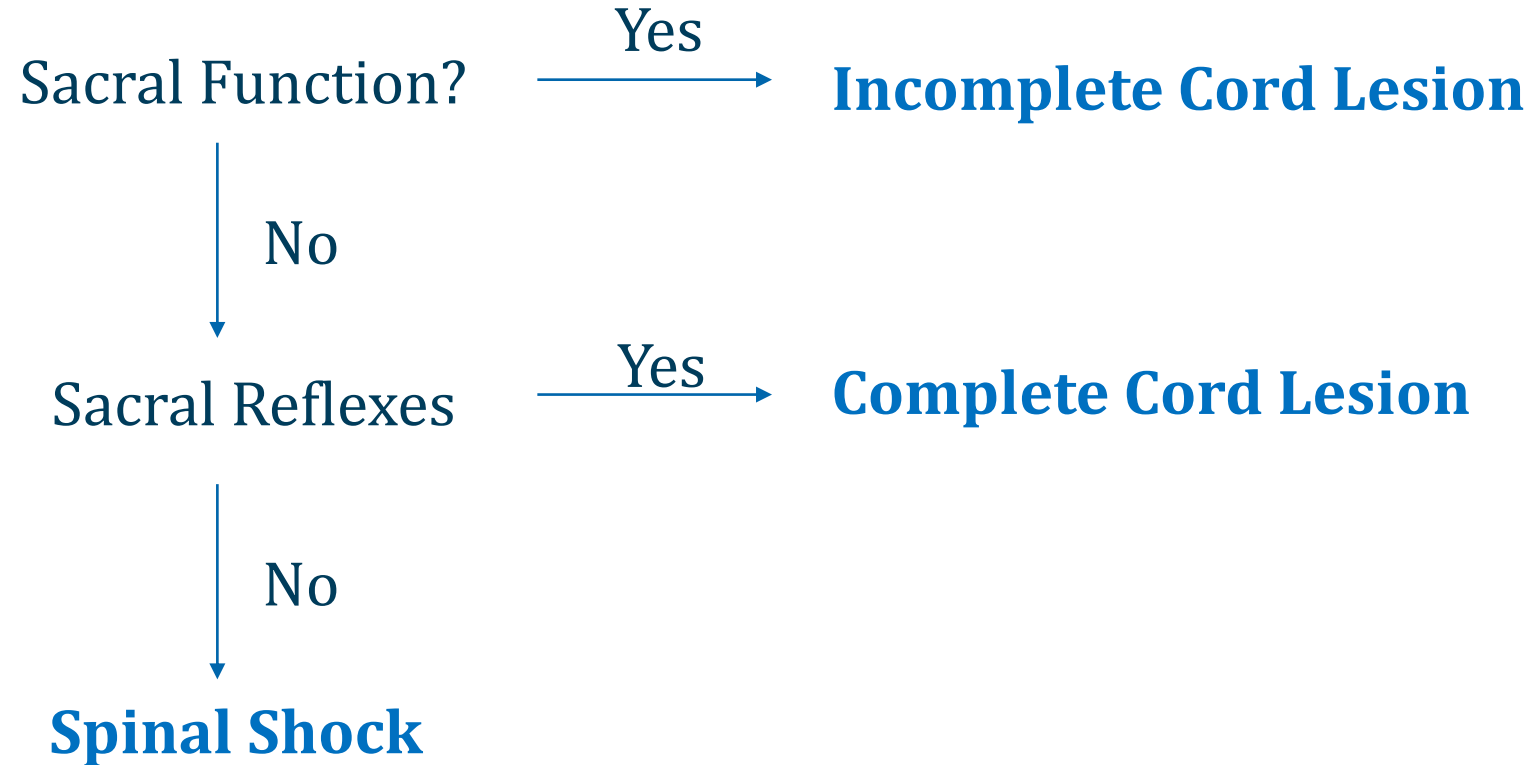 Yes
Sacral Function?
Incomplete Cord Lesion
No
Yes
Sacral Reflexes
Complete Cord Lesion
No
Spinal Shock